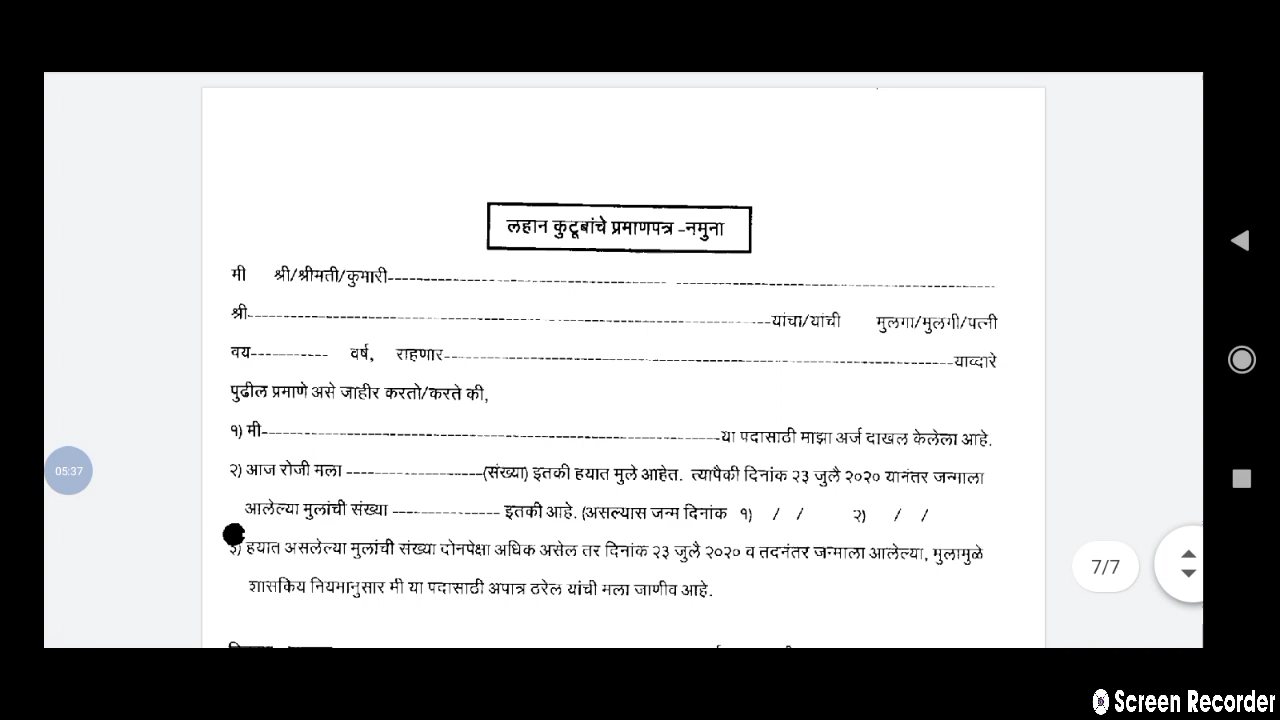 लहान कुटूबांचे प्रमाणपत्र -नमुना
मी श्री/श्रीमती/कुमारी------------------------------------------------
श्री------------------------------------------------यांचा/यांची मुलगा/मुलगी/पत्नी
वय----------- वर्ष, राहणार------------------------------------------------याव्दारे
पुढील प्रमाणे असे जाहीर करतो/करते की,
१) मी------------------------------------------------या पदासाठी माझा अर्ज दाखल केलेला आहे.
२) आज रोजी मला -------------------(संख्या) इतकी हयात मुले आहेत. त्यापैकी दिनांक २३ जुलै २०२० यानंतर जन्माला
आलेल्या मुलांची संख्या --------------- इतकी आहे. (असल्यास जन्म दिनांक १) / / २) / /
३) हयात असलेल्या मुलांची संख्या दोनपेक्षा अधिक असेल तर दिनांक २३ जुलै २०२० व तदनंतर जन्माला आलेल्या, मुलामुळे
शासकिय नियमानुसार मी या पदासाठी अपात्र ठरेल यांची मला जाणीव आहे.
05:37
7/7
Screen Recorder